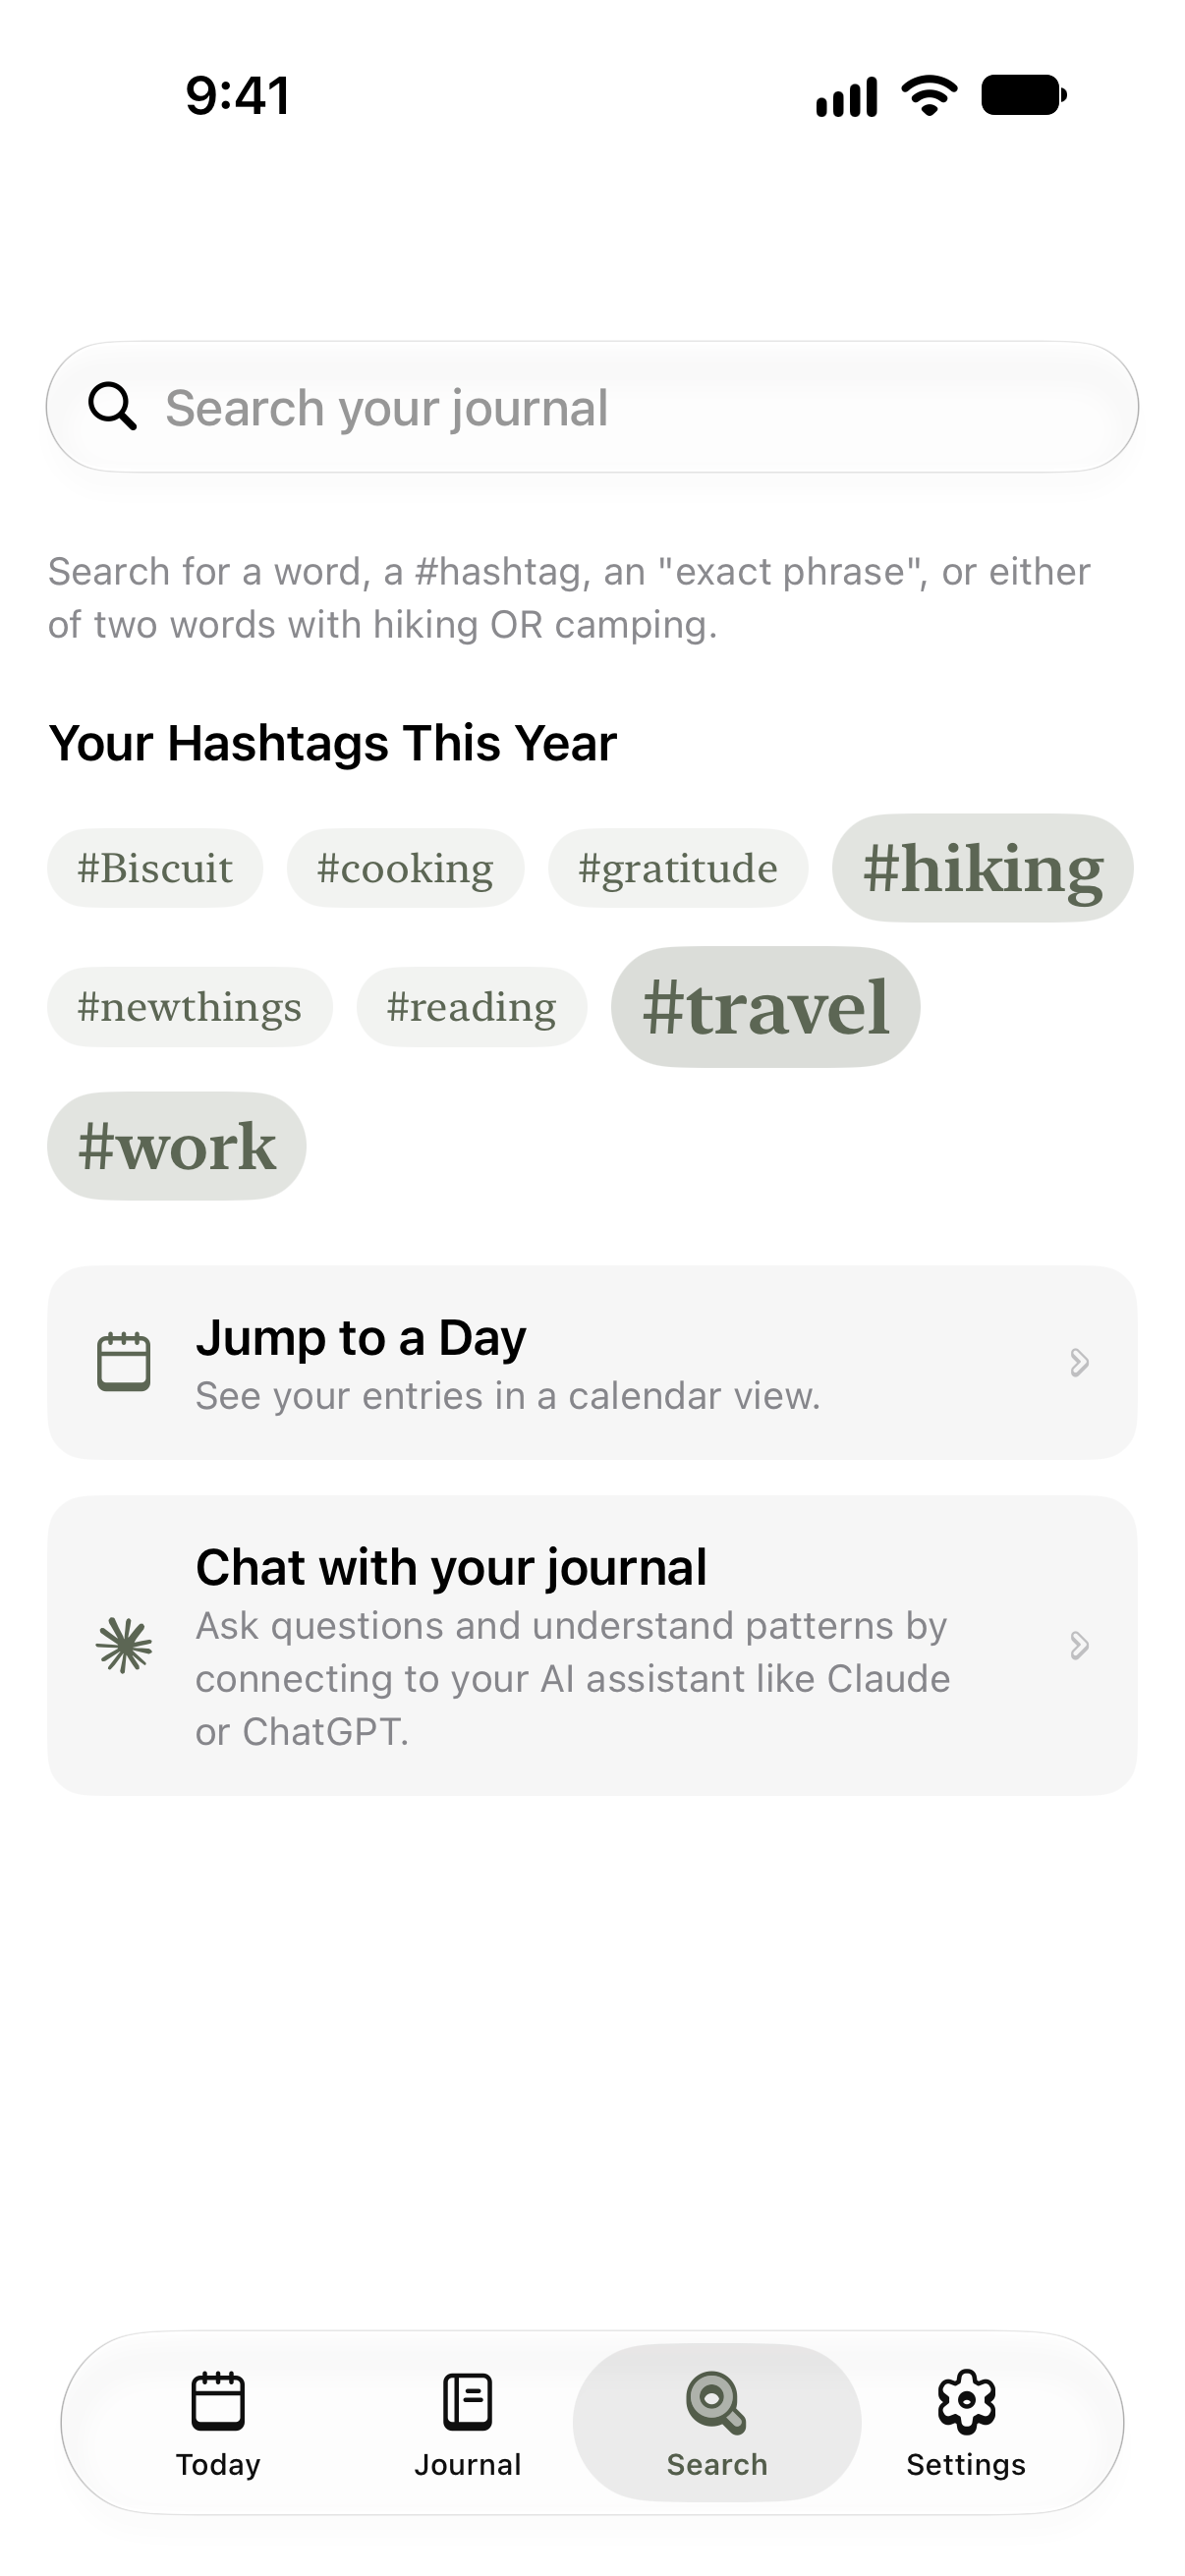 9:41
Search your journal
Search for a word, a #hashtag, an "exact phrase", or either
of two words with hiking OR camping.
Your Hashtags This Year
#Biscuit #cooking #gratitude #hiking
#newthings #reading #travel
#work
Jump to a Day
See your entries in a calendar view.
Chat with your journal
Ask questions and understand patterns by
connecting to your AI assistant like Claude
or ChatGPT.
Today Journal Search Settings